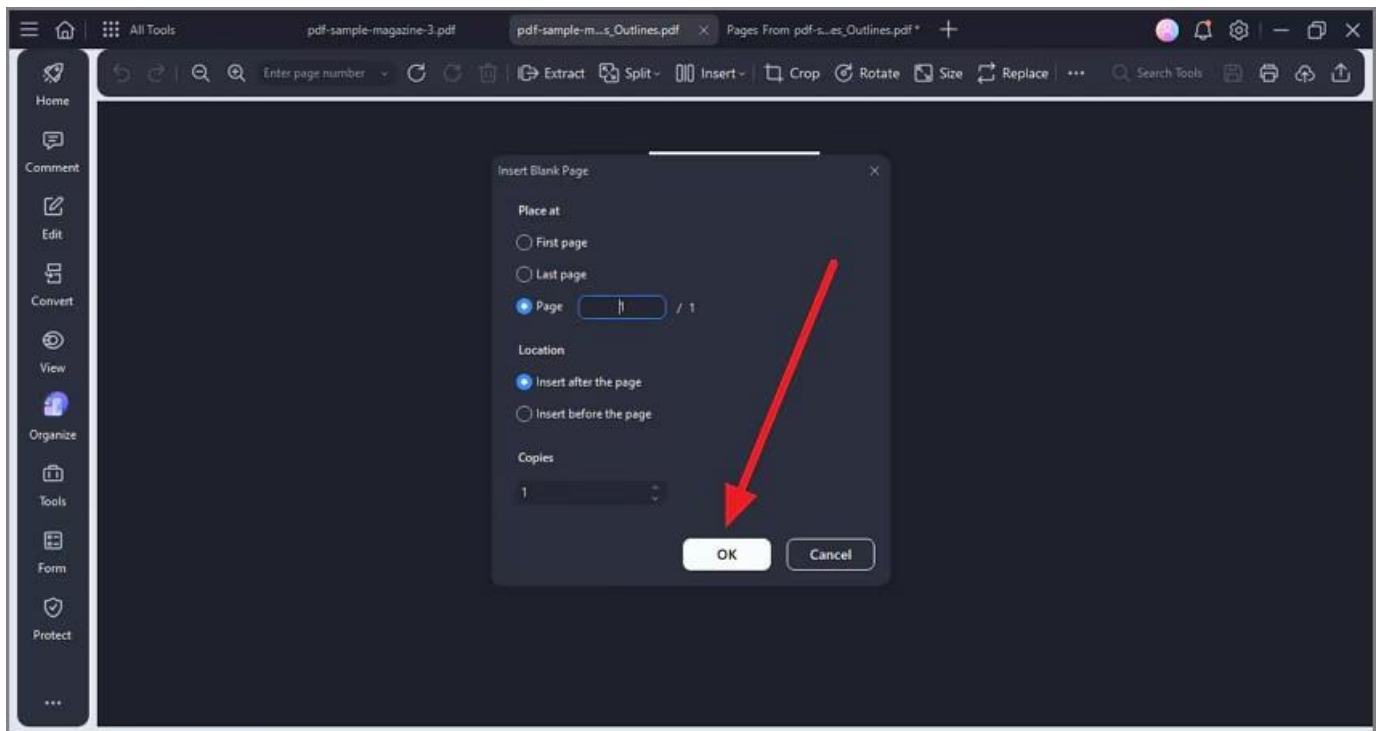 All Tools
pdf-sample-magazine-3.pdf
pdf-sample-m...s_Outlines.pdf
Pages From pdf-s...es_Outlines.pdf *
Enter page number
Extract
Split
Insert
Crop
Rotate
Size
Replace
Search Tools
Home
Comment
Edit
Convert
View
Organize
Tools
Form
Protect
Insert Blank Page
Place at
First page
Last page
Page 1 / 1
Location
Insert after the page
Insert before the page
Copies
1
OK
Cancel